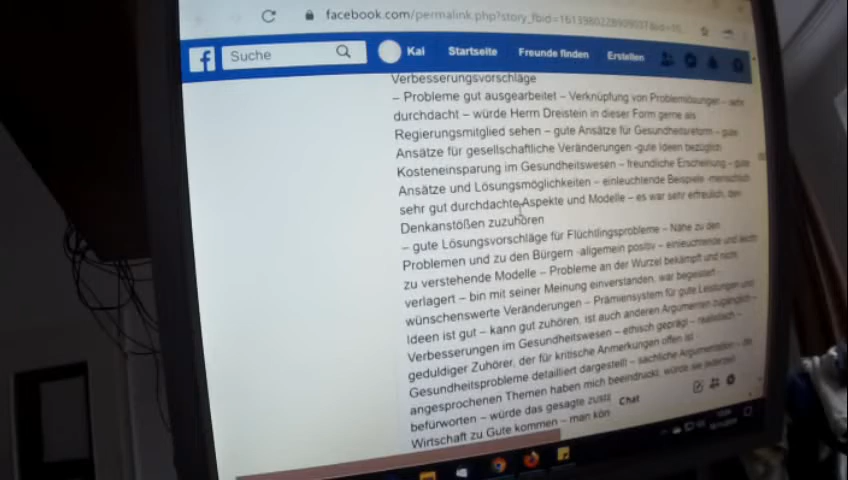 facebook.com/permalink.php?story_fbid=
f
Suche
Kai
Startseite
Freunde finden
Erstellen
Verbesserungsvorschläge
– Probleme gut ausgearbeitet – Verknüpfung von Problemlösungen – sehr
durchdacht – würde Herrn Dreistein in dieser Form gerne als
Regierungsmitglied sehen – gute Ansätze für Gesundheitsreform – gute
Ansätze für gesellschaftliche Veränderungen -gute Ideen bezüglich
Kosteneinsparung im Gesundheitswesen – freundliche Erscheinung – gute
Ansätze und Lösungsmöglichkeiten – einleuchtende Beispiele -menschlich
sehr gut durchdachte Aspekte und Modelle – es war sehr erfreulich, den
Denkanstößen zuzuhören
– gute Lösungsvorschläge für Flüchtlingsprobleme – Nähe zu den
Problemen und zu den Bürgern -allgemein positiv – einleuchtende und leicht
zu verstehende Modelle – Probleme an der Wurzel bekämpft und nicht
verlagert – bin mit seiner Meinung einverstanden, war begeistert -
wünschenswerte Veränderungen – Prämiensystem für gute Leistungen und
Ideen ist gut – kann gut zuhören, ist auch anderen Argumenten zugänglich –
Verbesserungen im Gesundheitswesen – ethisch geprägt – realistisch –
geduldiger Zuhörer, der für kritische Anmerkungen offen ist
Gesundheitsprobleme detailliert dargestellt – sachliche Argumentation – die
angesprochenen Themen haben mich beeindruckt, würde sie jederzeit
befürworten – würde das gesagte
Wirtschaft zu Gute kommen – man
Chat